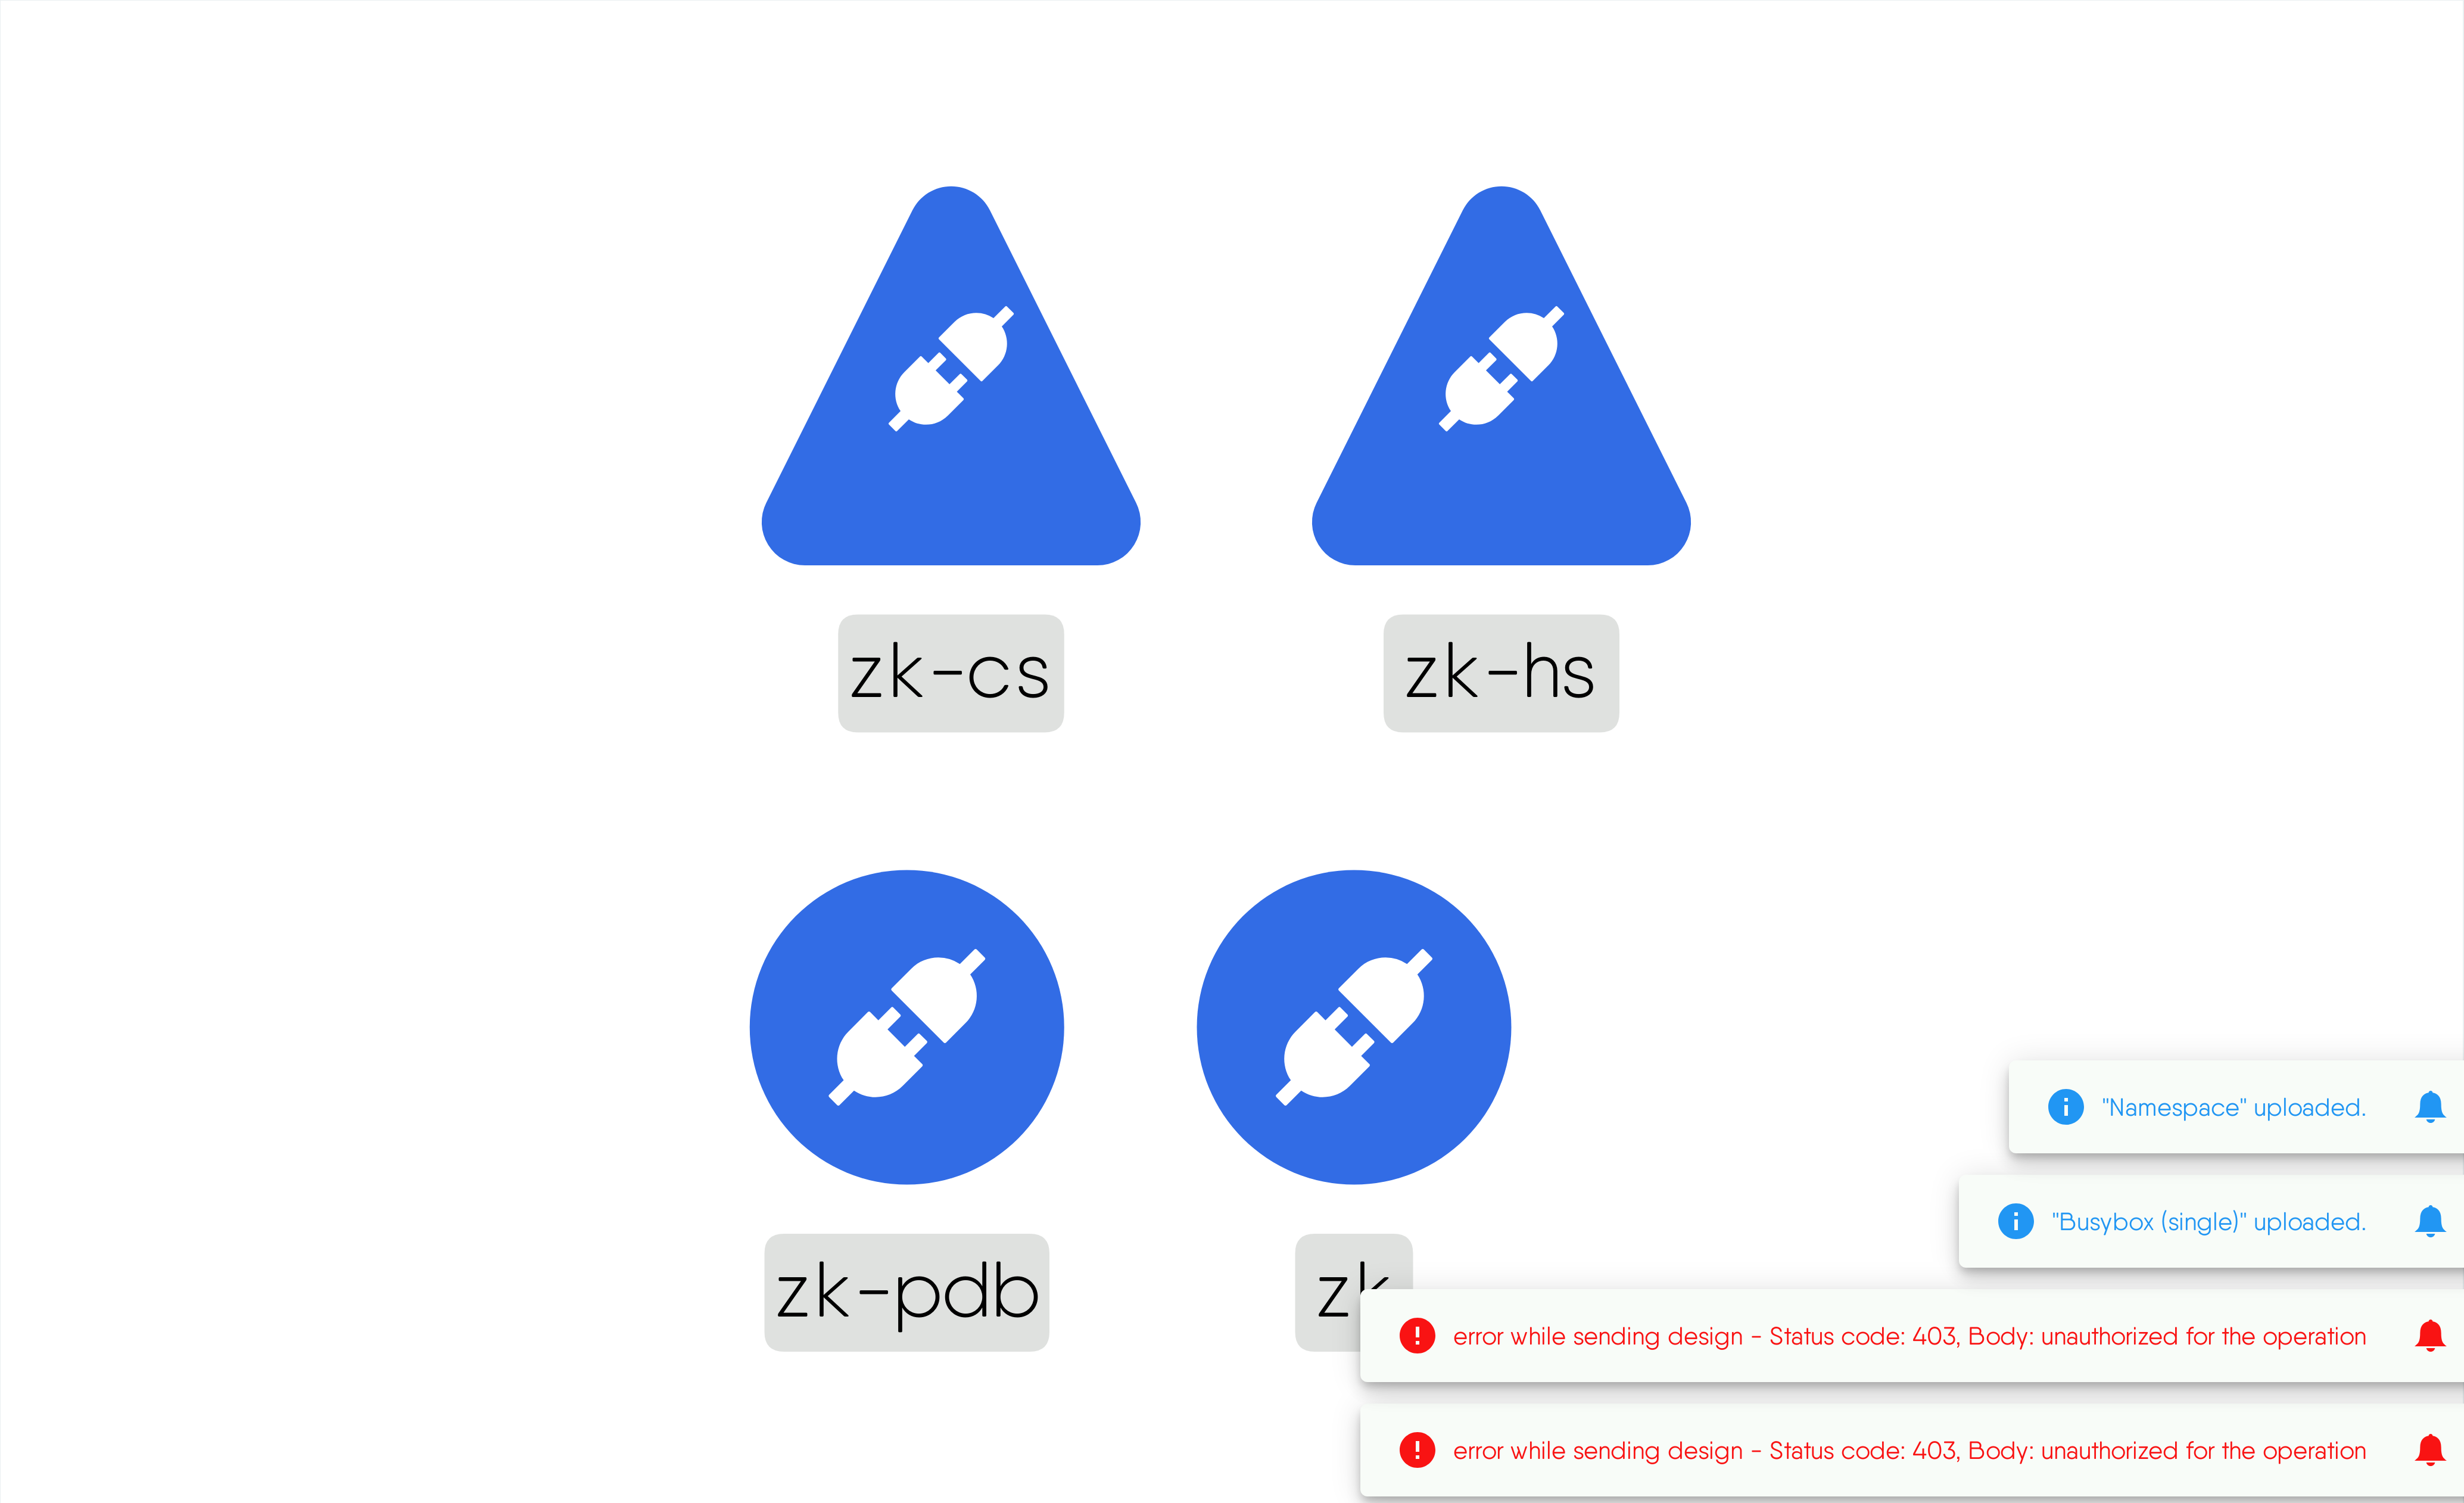 zk-cs
zk-hs
zk-pdb
zk
"Namespace" uploaded.
"Busybox (single)" uploaded.
error while sending design - Status code: 403, Body: unauthorized for the operation
error while sending design - Status code: 403, Body: unauthorized for the operation